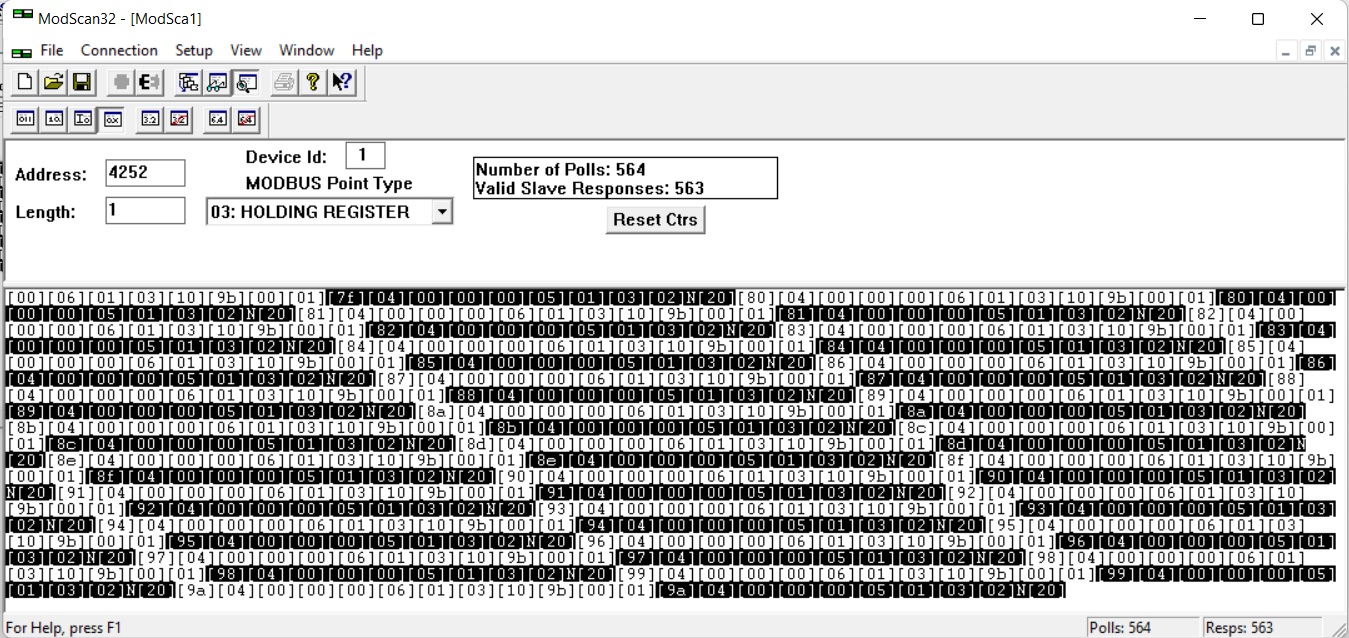 ModScan32 - [ModSca1]
File Connection Setup View Window Help
Address: 4252
Device Id: 1
MODBUS Point Type
Length: 1
03: HOLDING REGISTER
Number of Polls: 564
Valid Slave Responses: 563
Reset Ctrs
[00][06][01][03][10][9b][00][01][7f][04][00][00][00][05][01][03][02]N[20][80][04][00][00][00][06][01][03][10][9b][00][01][80][04][00]
[00][00][05][01][03][02]N[20][81][04][00][00][00][06][01][03][10][9b][00][01][81][04][00][00][00][05][01][03][02]N[20][82][04][00]
[00][00][06][01][03][10][9b][00][01][82][04][00][00][00][05][01][03][02]N[20][83][04][00][00][00][06][01][03][10][9b][00][01][83][04]
[00][00][00][05][01][03][02]N[20][84][04][00][00][00][06][01][03][10][9b][00][01][84][04][00][00][00][05][01][03][02]N[20][85][04]
[00][00][00][06][01][03][10][9b][00][01][85][04][00][00][00][05][01][03][02]N[20][86][04][00][00][00][06][01][03][10][9b][00][01][86]
[04][00][00][00][05][01][03][02]N[20][87][04][00][00][00][06][01][03][10][9b][00][01][87][04][00][00][00][05][01][03][02]N[20][88]
[04][00][00][00][06][01][03][10][9b][00][01][88][04][00][00][00][05][01][03][02]N[20][89][04][00][00][00][06][01][03][10][9b][00][01]
[89][04][00][00][00][05][01][03][02]N[20][8a][04][00][00][00][06][01][03][10][9b][00][01][8a][04][00][00][00][05][01][03][02]N[20]
[8b][04][00][00][00][06][01][03][10][9b][00][01][8b][04][00][00][00][05][01][03][02]N[20][8c][04][00][00][00][06][01][03][10][9b][00]
[01][8c][04][00][00][00][05][01][03][02]N[20][8d][04][00][00][00][06][01][03][10][9b][00][01][8d][04][00][00][00][05][01][03][02]N
[20][8e][04][00][00][00][06][01][03][10][9b][00][01][8e][04][00][00][00][05][01][03][02]N[20][8f][04][00][00][00][06][01][03][10][9b]
[00][01][8f][04][00][00][00][05][01][03][02]N[20][90][04][00][00][00][06][01][03][10][9b][00][01][90][04][00][00][00][05][01][03][02]
N[20][91][04][00][00][00][06][01][03][10][9b][00][01][91][04][00][00][00][05][01][03][02]N[20][92][04][00][00][00][06][01][03][10]
[9b][00][01][92][04][00][00][00][05][01][03][02]N[20][93][04][00][00][00][06][01][03][10][9b][00][01][93][04][00][00][00][05][01][03]
[02]N[20][94][04][00][00][00][06][01][03][10][9b][00][01][94][04][00][00][00][05][01][03][02]N[20][95][04][00][00][00][06][01][03]
[10][9b][00][01][95][04][00][00][00][05][01][03][02]N[20][96][04][00][00][00][06][01][03][10][9b][00][01][96][04][00][00][00][05][01]
[03][02]N[20][97][04][00][00][00][06][01][03][10][9b][00][01][97][04][00][00][00][05][01][03][02]N[20][98][04][00][00][00][06][01]
[03][10][9b][00][01][98][04][00][00][00][05][01][03][02]N[20][99][04][00][00][00][06][01][03][10][9b][00][01][99][04][00][00][00][05]
[01][03][02]N[20][9a][04][00][00][00][06][01][03][10][9b][00][01][9a][04][00][00][00][05][01][03][02]N[20]
For Help, press F1
Polls: 564
Resps: 563